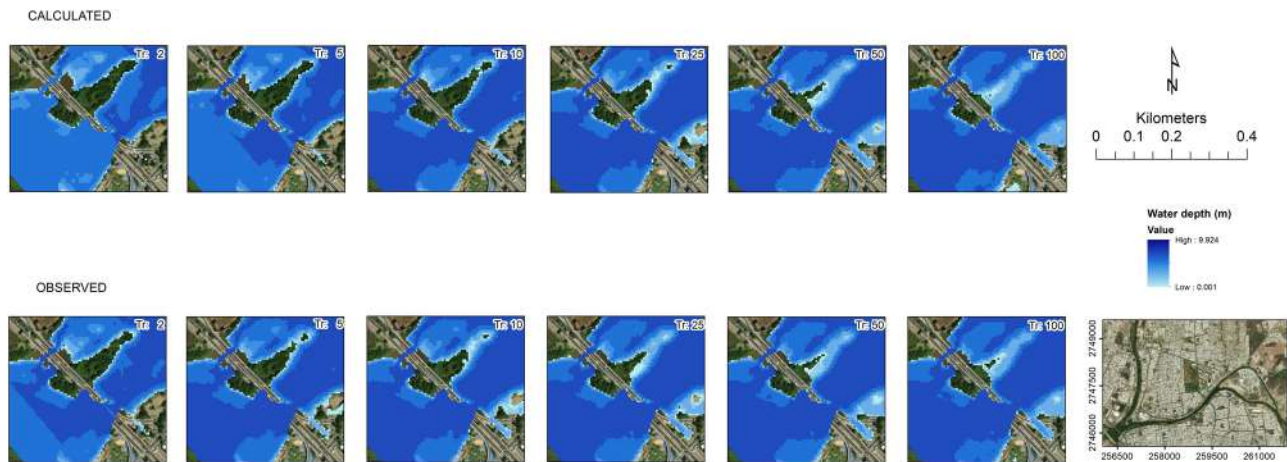 CALCULATED
Tr: 2
Tr: 5
Tr: 10
Tr: 25
Tr: 50
Tr: 100
N
Kilometers
0 0.1 0.2 0.4
Water depth (m)
Value
High : 9.924
Low : 0.001
OBSERVED
Tr: 2
Tr: 5
Tr: 10
Tr: 25
Tr: 50
Tr: 100
2749000
2747500
2746000
256500 258000 259500 261000